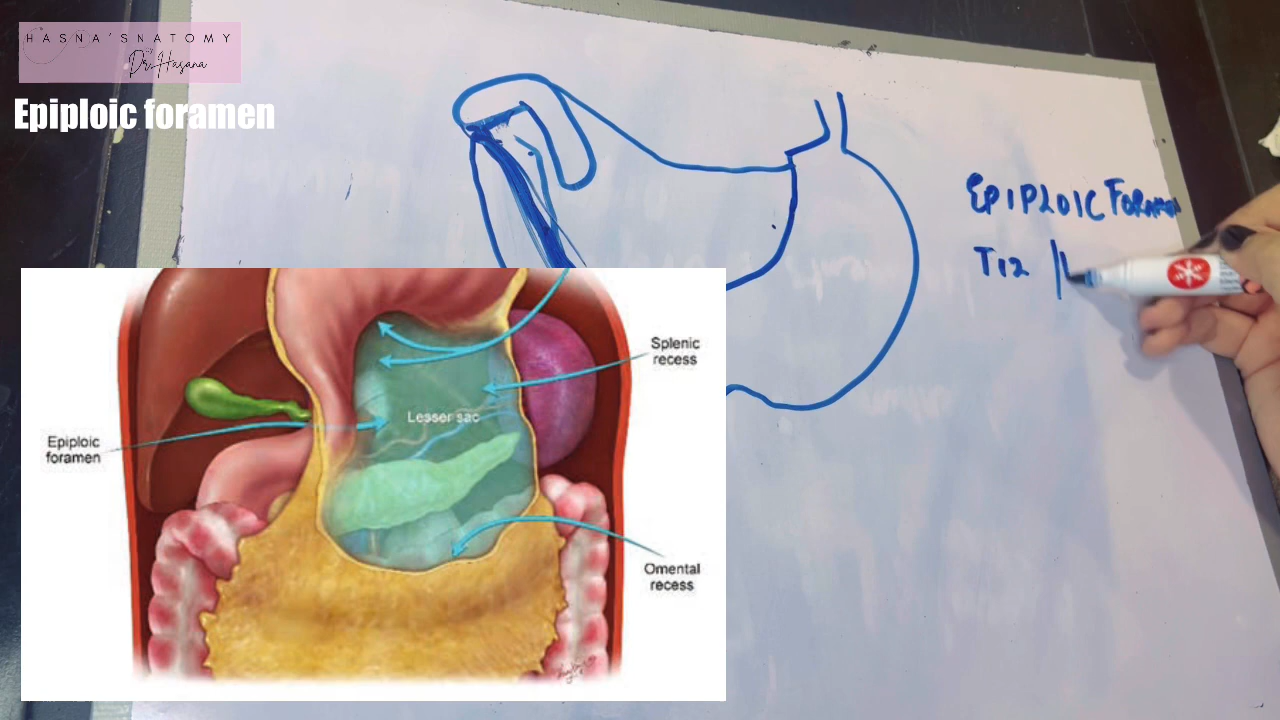 HASNA'SNATOMY
Dr.Hasana
Epiploic foramen
EPIPLOIC FORAMEN
T12
Splenic
recess
Lesser sac
Epiploic
foramen
Omental
recess